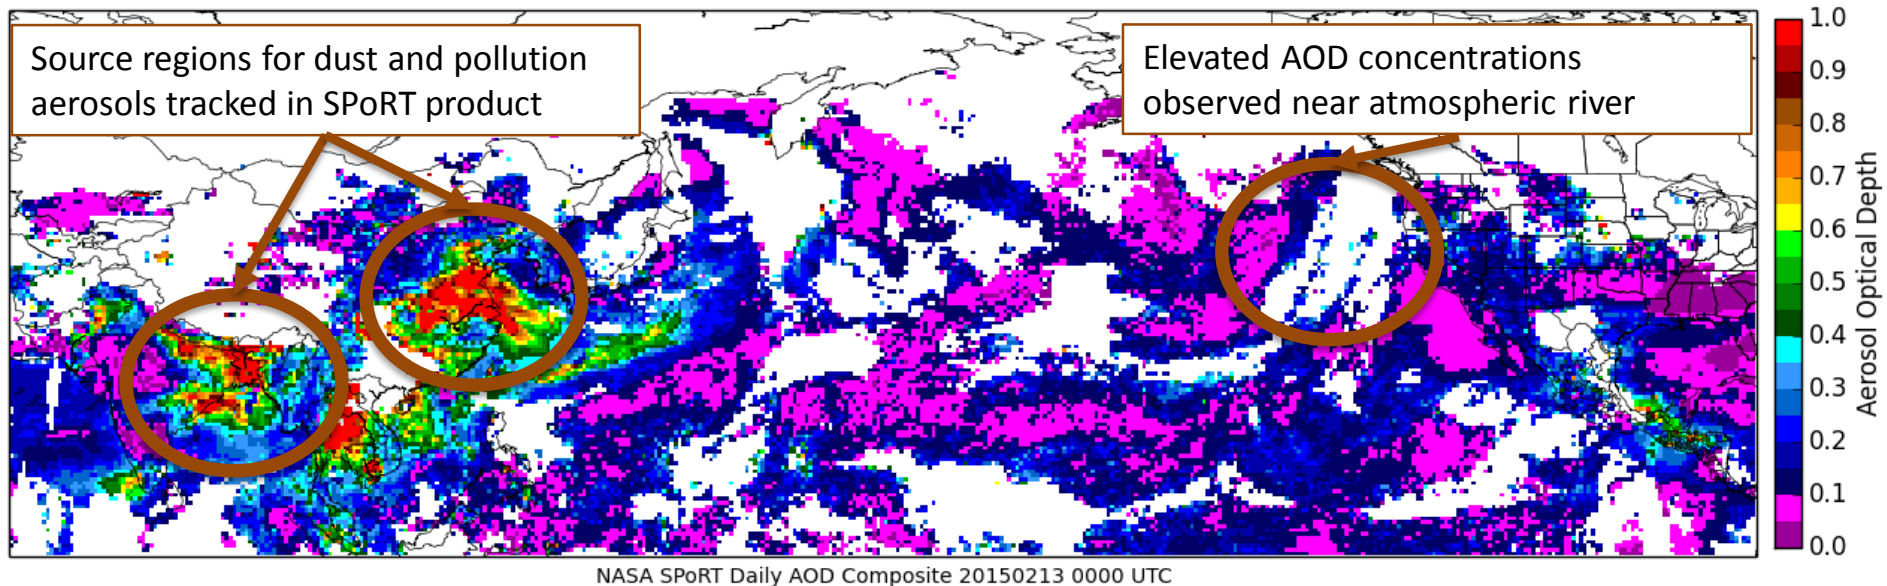 Source regions for dust and pollution
aerosols tracked in SPoRT product
Elevated AOD concentrations
observed near atmospheric river
1.0
0.9
0.8
0.7
0.6
0.5
0.4
0.3
0.2
0.1
0.0
Aerosol Optical Depth
NASA SPoRT Daily AOD Composite 20150213 0000 UTC